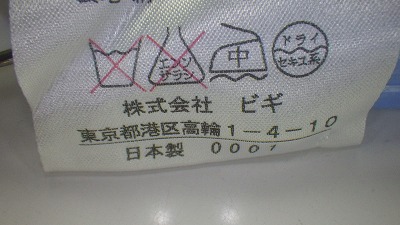 エンソ
サラシ
中
ドライ
セキユ系
株式会社 ビギ
東京都港区高輪1-4-10
日本製 0007